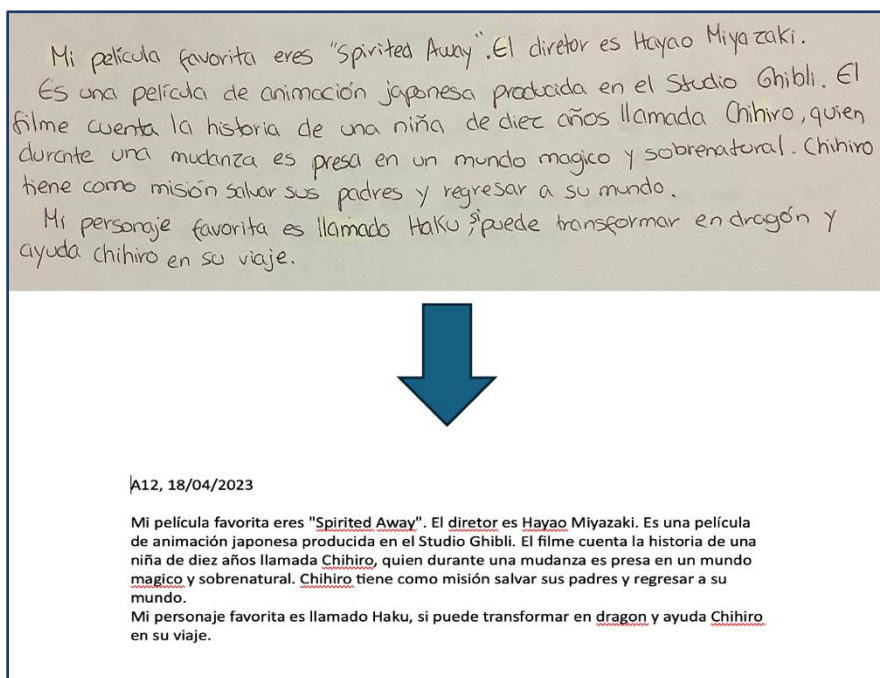 Mi película favorita eres "Spirited Away". El diretor es Hayao Miyazaki.
Es una película de animación japonesa producida en el Studio Ghibli. El
filme cuenta la historia de una niña de diez años llamada Chihiro, quien
durante una mudanza es presa en un mundo magico y sobrenatural. Chihiro
tiene como misión salvar sus padres y regresar a su mundo.
Mi personaje favorita es llamado Haku, si puede transformar en dragón y
ayuda chihiro en su viaje.
A12, 18/04/2023
Mi película favorita eres "Spirited Away". El diretor es Hayao Miyazaki. Es una película
de animación japonesa producida en el Studio Ghibli. El filme cuenta la historia de una
niña de diez años llamada Chihiro, quien durante una mudanza es presa en un mundo
magico y sobrenatural. Chihiro tiene como misión salvar sus padres y regresar a su
mundo.
Mi personaje favorita es llamado Haku, si puede transformar en dragon y ayuda Chihiro
en su viaje.